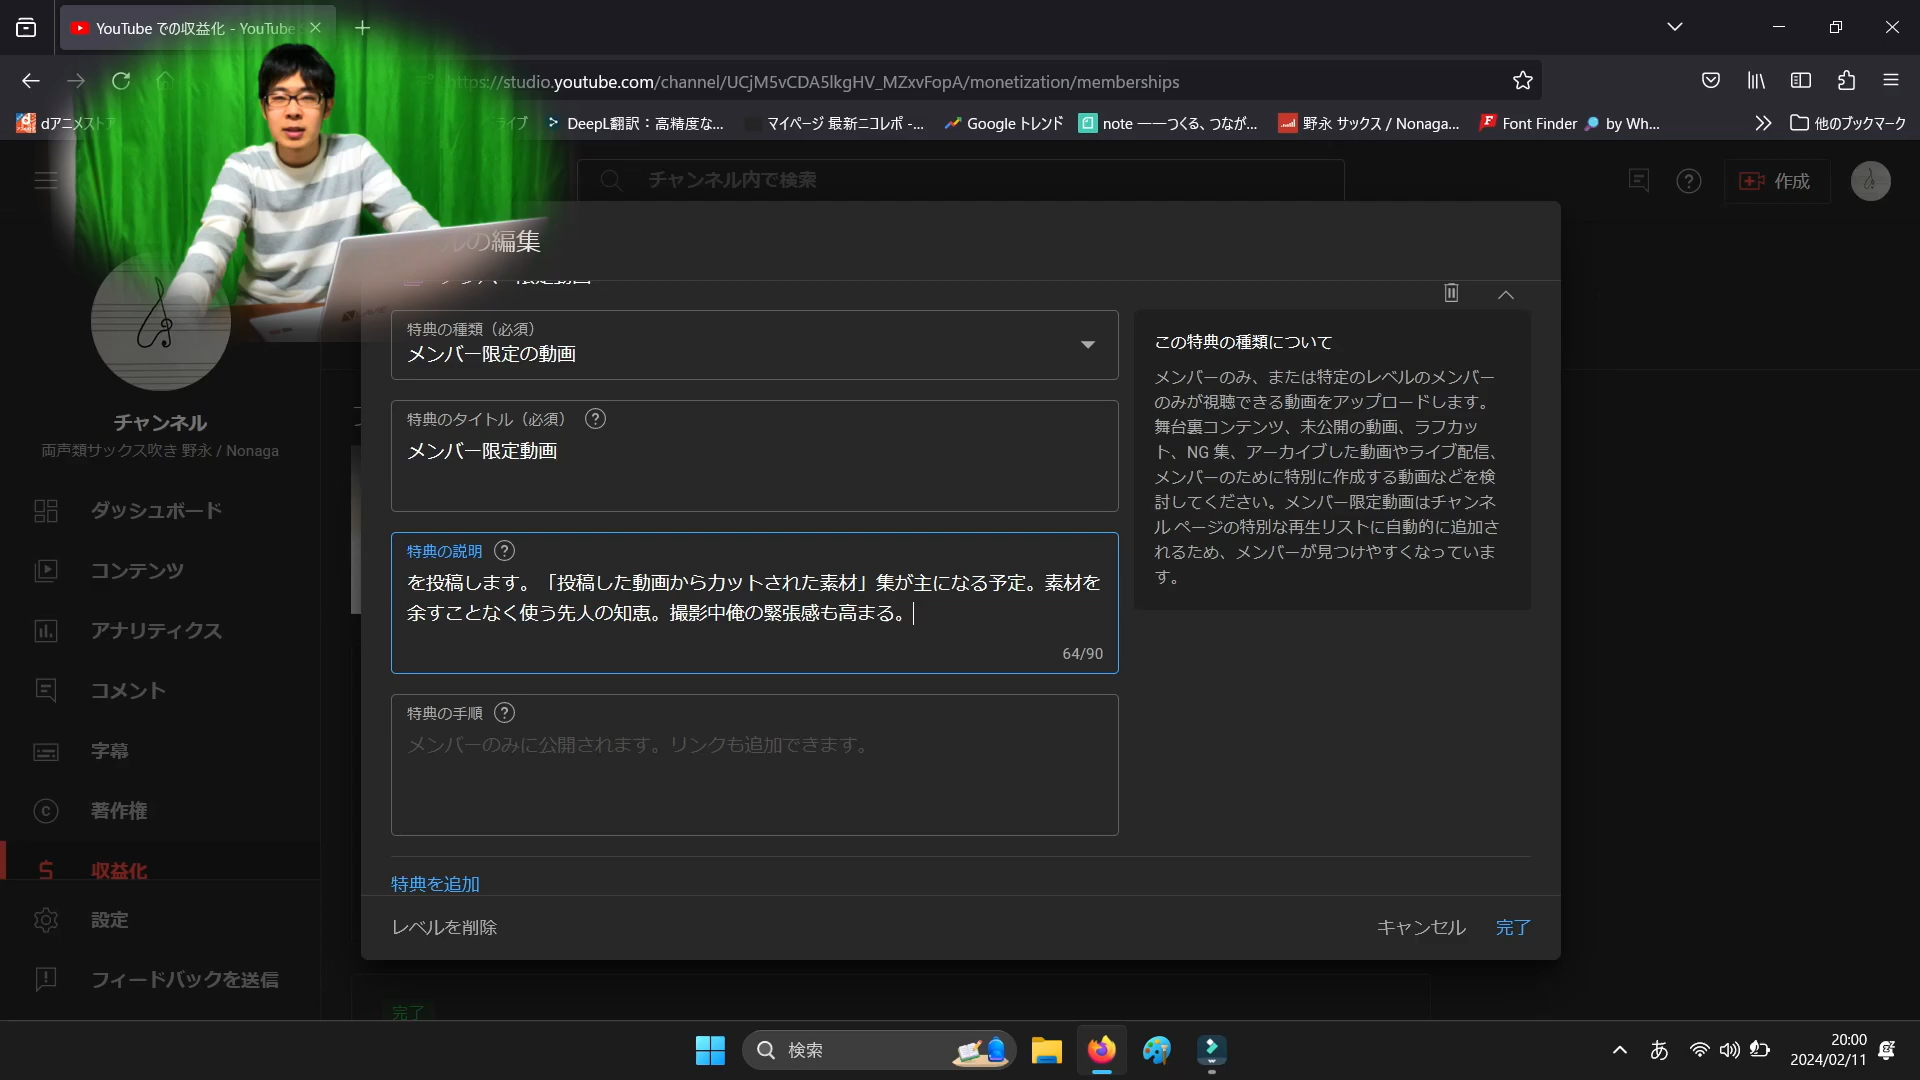 YouTube での収益化 - YouTube
https://studio.youtube.com/channel/UCjM5vCDA5lkgHV_MZxvFopA/monetization/memberships
dアニメストア
ライブ
DeepL翻訳：高精度な...
マイページ 最新ニコレポ -...
Google トレンド
note ――つくる、つなが...
野永 サックス / Nonaga...
Font Finder 🔎 by Wh...
他のブックマーク
チャンネル内で検索
作成
ルの編集
この特典の種類について
メンバーのみ、または特定のレベルのメンバー
のみが視聴できる動画をアップロードします。
舞台裏コンテンツ、未公開の動画、ラフカッ
ト、NG 集、アーカイブした動画やライブ配信、
メンバーのために特別に作成する動画などを検
討してください。メンバー限定動画はチャンネ
ル ページの特別な再生リストに自動的に追加さ
れるため、メンバーが見つけやすくなっていま
す。
特典の種類（必須）
メンバー限定の動画
特典のタイトル（必須）
メンバー限定動画
特典の説明
を投稿します。「投稿した動画からカットされた素材」集が主になる予定。素材を
余すことなく使う先人の知恵。撮影中俺の緊張感も高まる。
64/90
特典の手順
メンバーのみに公開されます。リンクも追加できます。
特典を追加
レベルを削除
キャンセル
完了
チャンネル
両声類サックス吹き 野永 / Nonaga
ダッシュボード
コンテンツ
アナリティクス
コメント
字幕
著作権
収益化
設定
フィードバックを送信
完了
検索
あ
20:00
2024/02/11